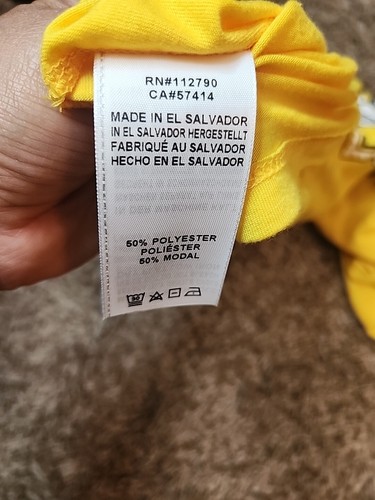 RN#112790
CA#57414
MADE IN EL SALVADOR
IN EL SALVADOR HERGESTELLT
FABRIQUÉ AU SALVADOR
HECHO EN EL SALVADOR
50% POLYESTER
POLIÉSTER
50% MODAL